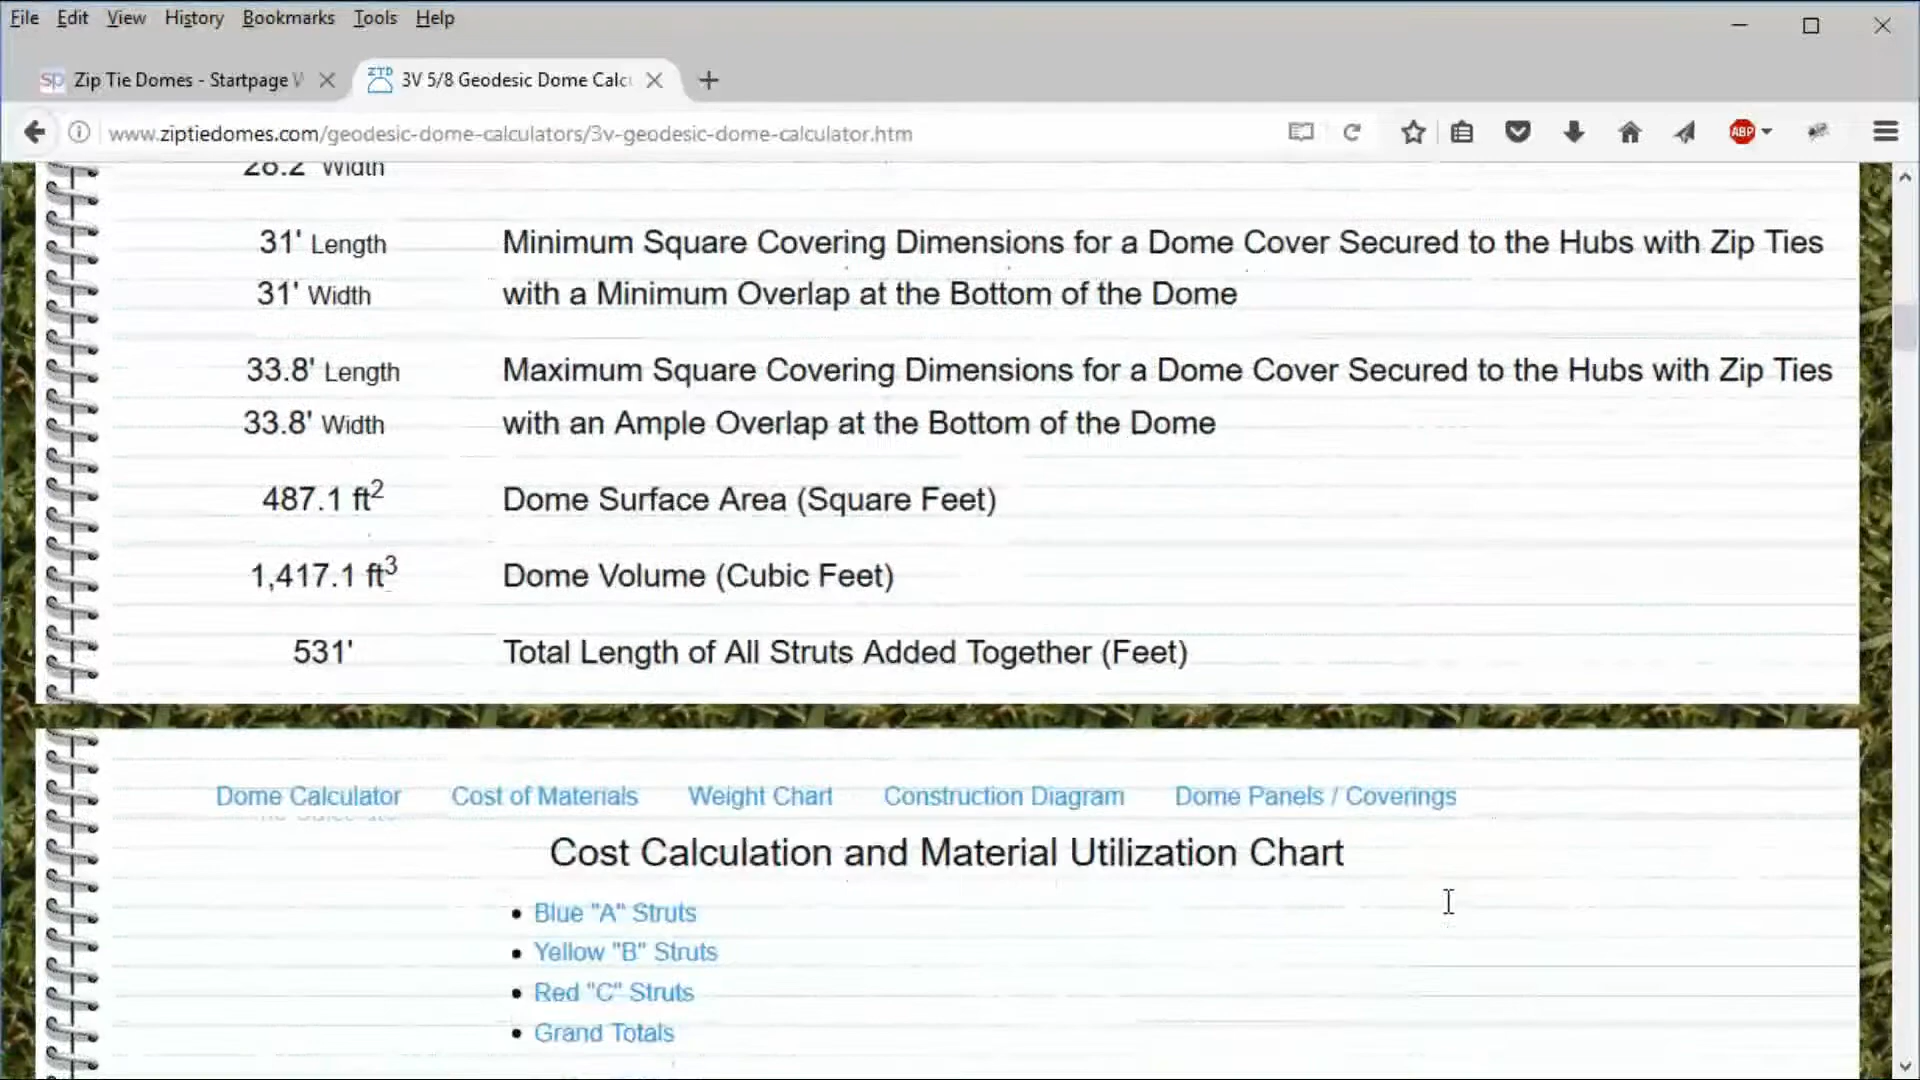 File Edit View History Bookmarks Tools Help
Zip Tie Domes - Startpage
3V 5/8 Geodesic Dome Calc
www.ziptiedomes.com/geodesic-dome-calculators/3v-geodesic-dome-calculator.htm
ABP
28.2' Width
31' Length Minimum Square Covering Dimensions for a Dome Cover Secured to the Hubs with Zip Ties
31' Width with a Minimum Overlap at the Bottom of the Dome
33.8' Length Maximum Square Covering Dimensions for a Dome Cover Secured to the Hubs with Zip Ties
33.8' Width with an Ample Overlap at the Bottom of the Dome
487.1 ft2 Dome Surface Area (Square Feet)
1,417.1 ft3 Dome Volume (Cubic Feet)
531' Total Length of All Struts Added Together (Feet)
Dome Calculator Cost of Materials Weight Chart Construction Diagram Dome Panels / Coverings
Cost Calculation and Material Utilization Chart
• Blue "A" Struts
• Yellow "B" Struts
• Red "C" Struts
• Grand Totals